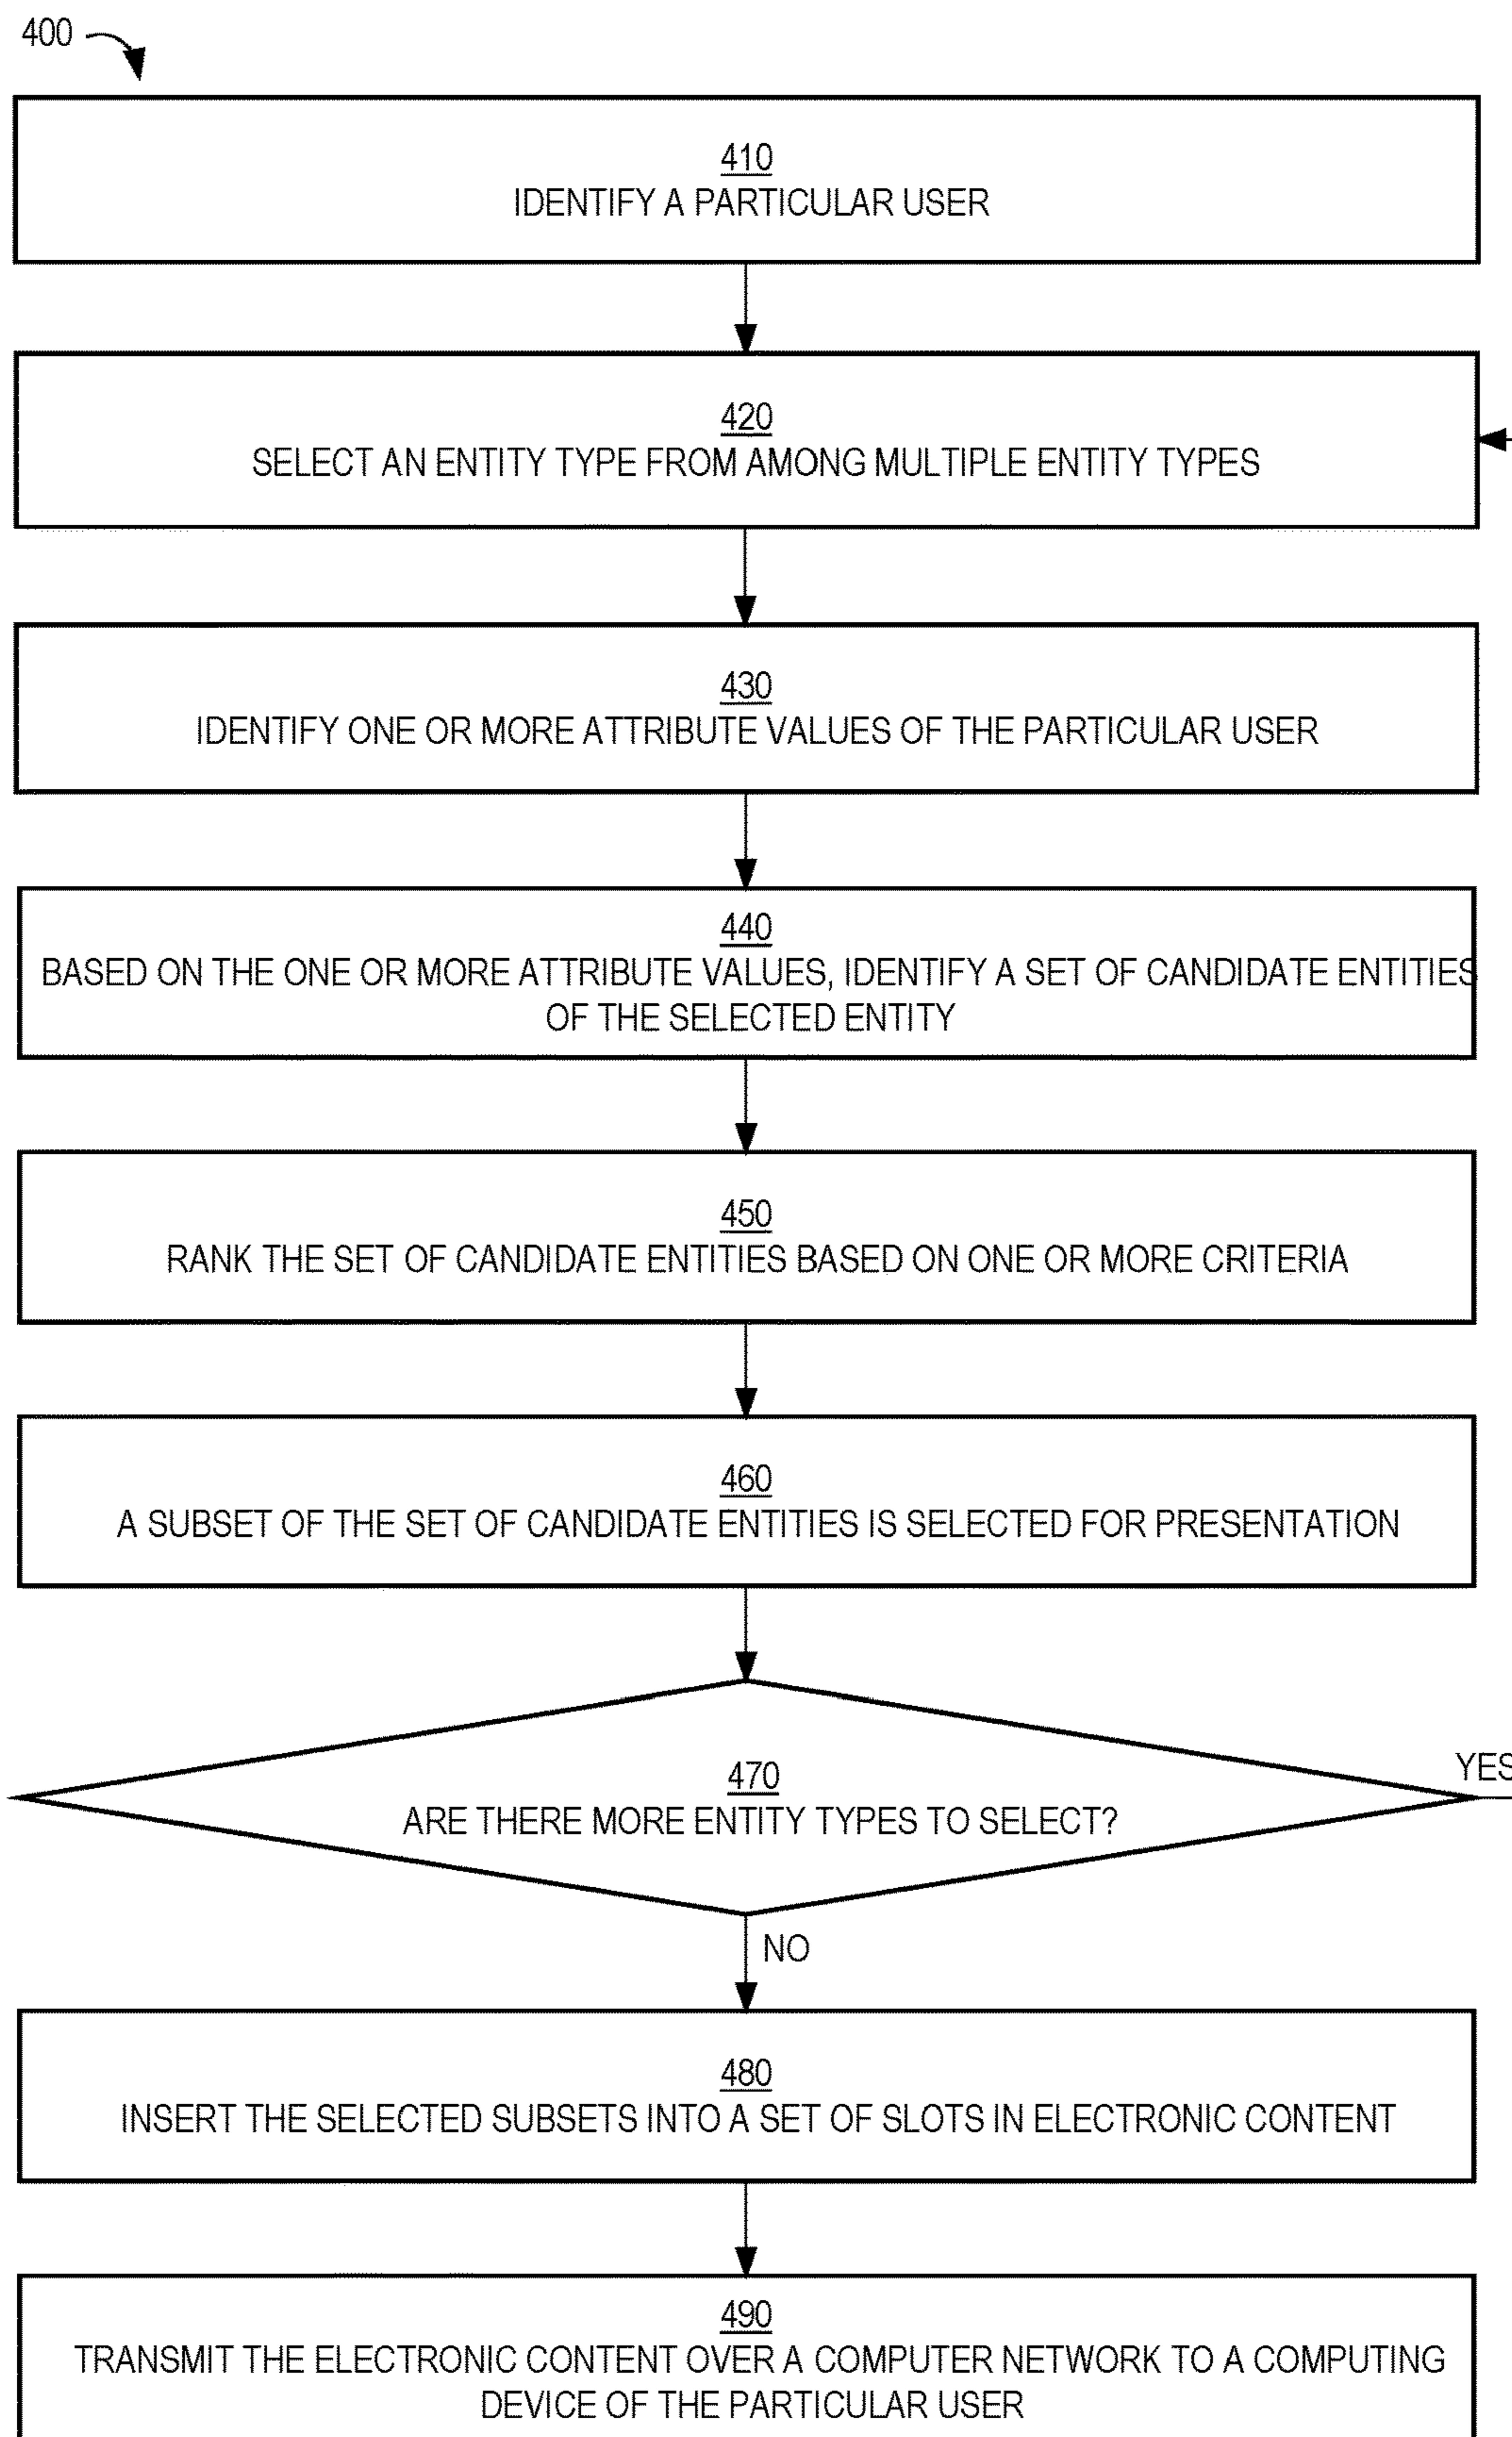 400
410
IDENTIFY A PARTICULAR USER
420
SELECT AN ENTITY TYPE FROM AMONG MULTIPLE ENTITY TYPES
430
IDENTIFY ONE OR MORE ATTRIBUTE VALUES OF THE PARTICULAR USER
440
BASED ON THE ONE OR MORE ATTRIBUTE VALUES, IDENTIFY A SET OF CANDIDATE ENTITIES
OF THE SELECTED ENTITY
450
RANK THE SET OF CANDIDATE ENTITIES BASED ON ONE OR MORE CRITERIA
460
A SUBSET OF THE SET OF CANDIDATE ENTITIES IS SELECTED FOR PRESENTATION
470
ARE THERE MORE ENTITY TYPES TO SELECT?
YES
NO
480
INSERT THE SELECTED SUBSETS INTO A SET OF SLOTS IN ELECTRONIC CONTENT
490
TRANSMIT THE ELECTRONIC CONTENT OVER A COMPUTER NETWORK TO A COMPUTING
DEVICE OF THE PARTICULAR USER